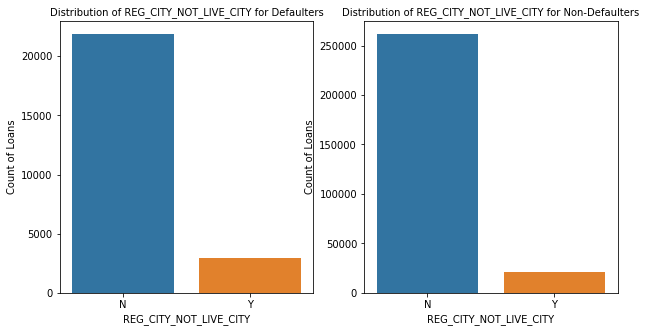 Distribution of REG_CITY_NOT_LIVE_CITY for Defaulters
Count of Loans
20000
15000
10000
5000
0
N
Y
REG_CITY_NOT_LIVE_CITY
Distribution of REG_CITY_NOT_LIVE_CITY for Non-Defaulters
Count of Loans
250000
200000
150000
100000
50000
0
N
Y
REG_CITY_NOT_LIVE_CITY